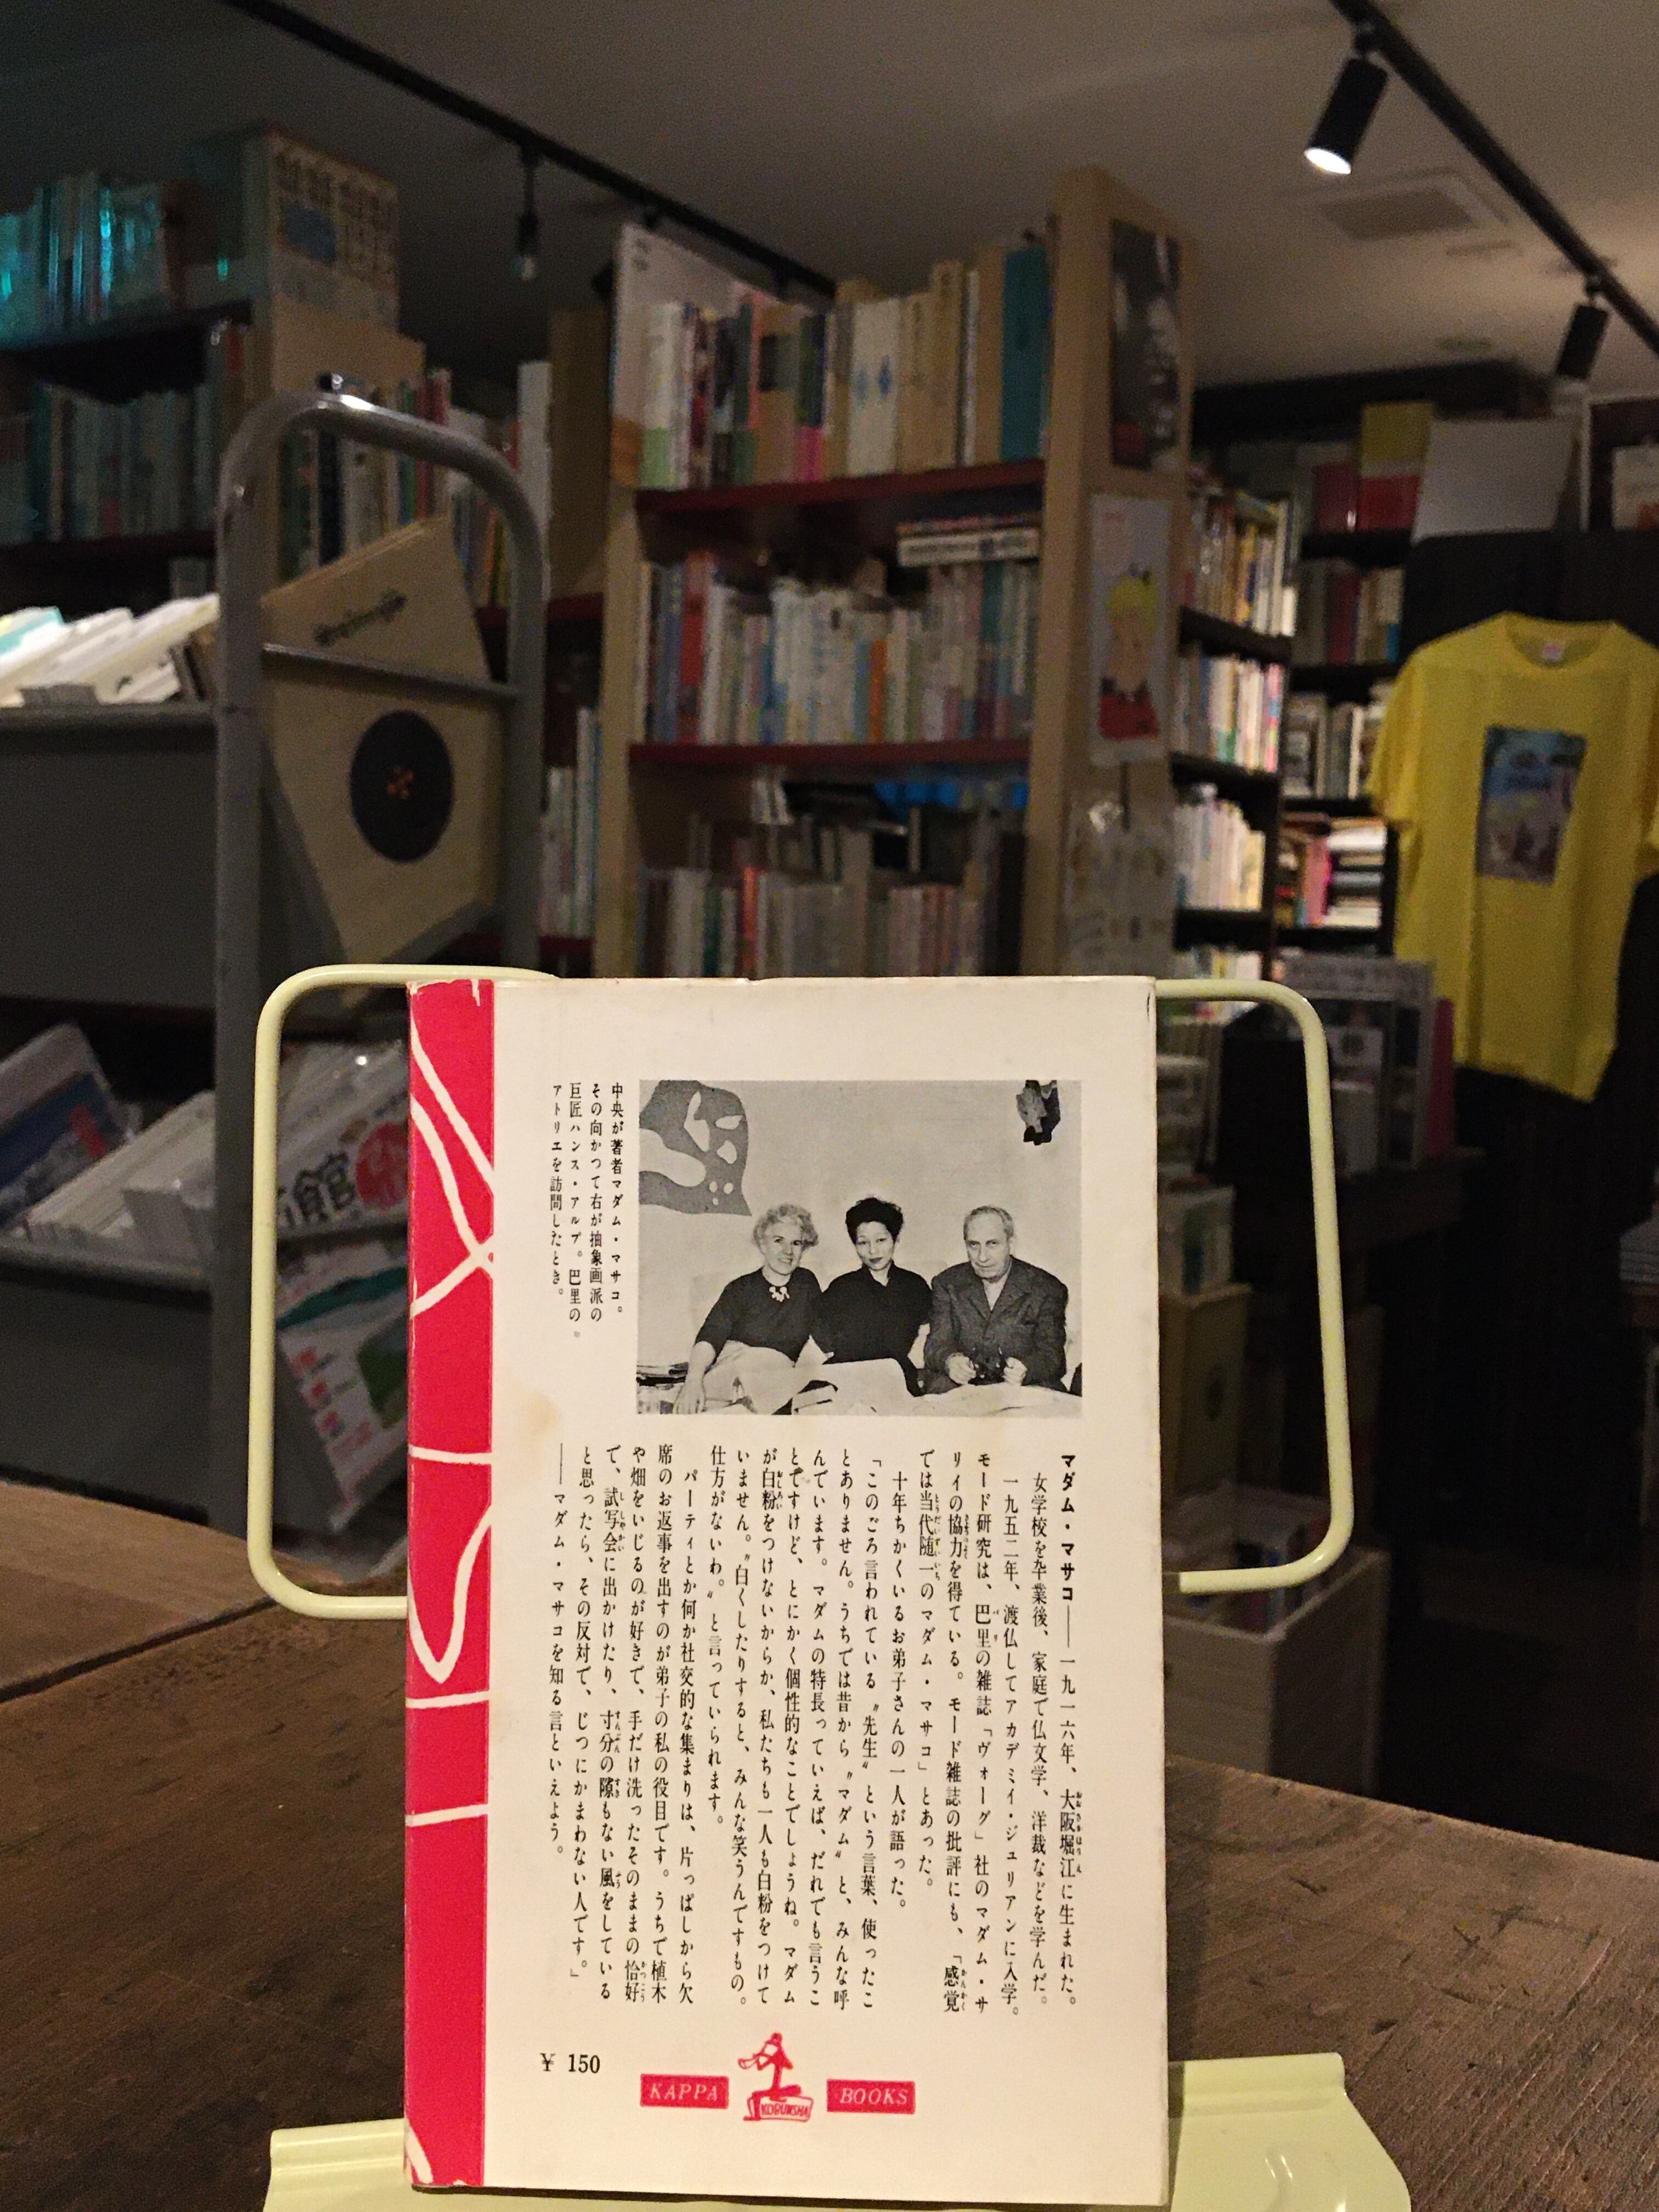 中央が著者マダム・マサコ。
その向かつて右が抽象画派の
巨匠ハンス・アルプ。巴里の
アトリエを訪問したとき。
マダム・マサコ――一九一六年、大阪堀江に生まれた。
女学校を卒業後、家庭で仏文学、洋裁などを学んだ。
一九五二年、渡仏してアカデミイ・ジュリアンに入学。
モード研究は、巴里の雑誌「ヴォーグ」社のマダム・サ
リイの協力を得ている。モード雑誌の批評にも、「感覚
では当代随一のマダム・マサコ」とあった。
十年ちかくいるお弟子さんの一人が語った。
「このごろ言われている〝先生〟という言葉、使ったこ
とありません。うちでは昔から〝マダム〟と、みんな呼
んでいます。マダムの特長っていえば、だれでも言うこ
とですけど、とにかく個性的なことでしょうね。マダム
が白粉をつけないからか、私たちも一人も白粉をつけて
いません。〝白くしたりすると、みんな笑うんですもの。
仕方がないわ。〟と言っていられます。
パーティとか何か社交的な集まりは、片っぱしから欠
席のお返事を出すのが弟子の私の役目です。うちで植木
や畑をいじるのが好きで、手だけ洗ったそのままの恰好
で、試写会に出かけたり、寸分の隙もない風をしている
と思ったら、その反対で、じつにかまわない人です。」
――マダム・マサコを知る言といえよう。
¥ 150
KAPPA
KOBUNSHA
BOOKS